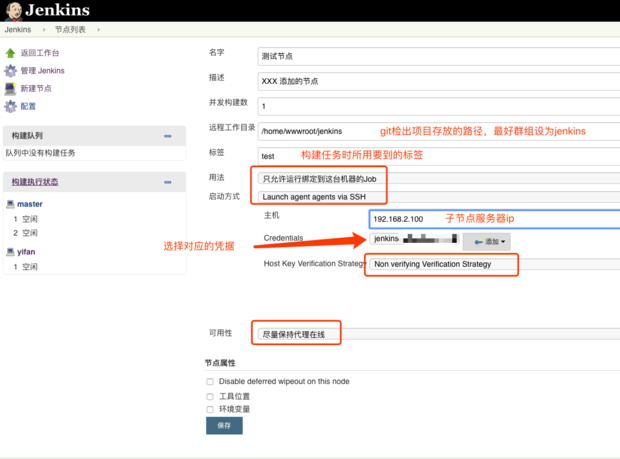 Jenkins
Jenkins › 节点列表 ›
返回工作台
管理 Jenkins
新建节点
配置
构建队列
队列中没有构建任务
构建执行状态
master
1 空闲
2 空闲
yifan
1 空闲
名字 测试节点
描述 XXX 添加的节点
并发构建数 1
远程工作目录 /home/wwwroot/jenkins git检出项目存放的路径，最好群组设为jenkins
标签 test 构建任务时所用要到的标签
用法 只允许运行绑定到这台机器的Job
启动方式 Launch agent agents via SSH
主机 192.168.2.100 子节点服务器ip
选择对应的凭据 Credentials jenkins 添加
Host Key Verification Strategy Non verifying Verification Strategy
可用性 尽量保持代理在线
节点属性
Disable deferred wipeout on this node
工具位置
环境变量
保存